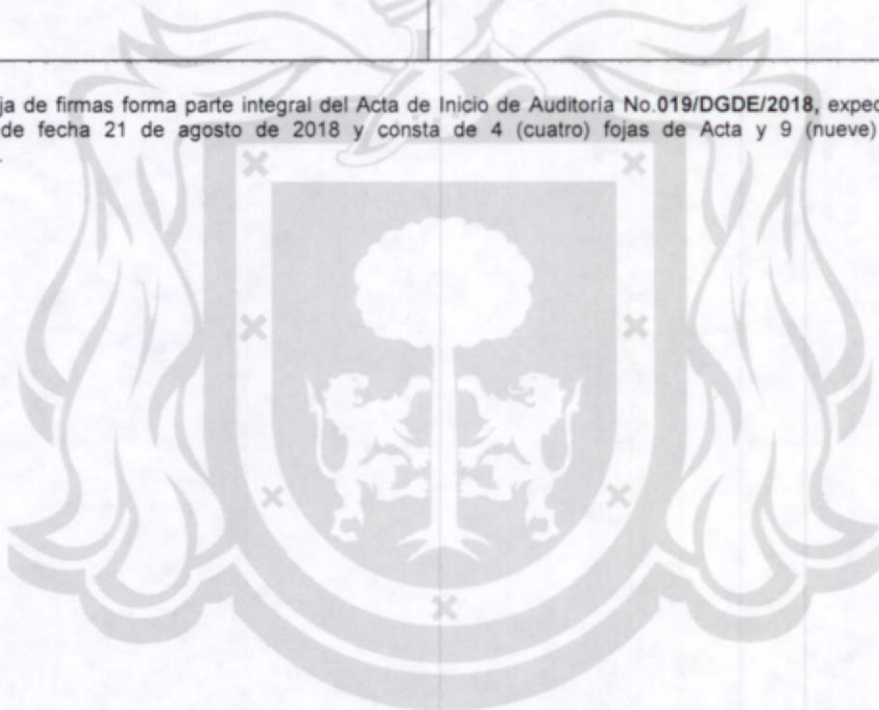 ja de firmas forma parte integral del Acta de Inicio de Auditoría No.019/DGDE/2018, expec
de fecha 21 de agosto de 2018 y consta de 4 (cuatro) fojas de Acta y 9 (nueve)